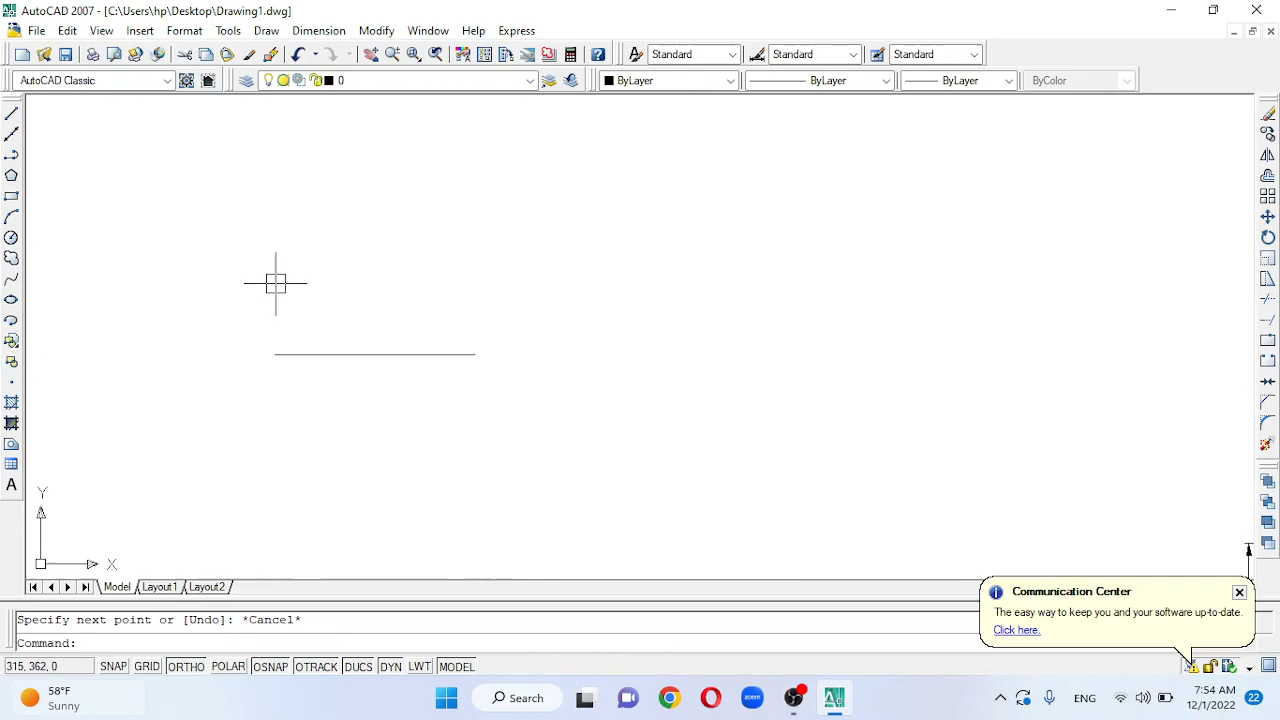 AutoCAD 2007 - [C:\Users\hp\Desktop\Drawing1.dwg]
File Edit View Insert Format Tools Draw Dimension Modify Window Help Express
Standard Standard Standard
AutoCAD Classic 0 ByLayer ByLayer ByLayer ByColor
Y
X
Model Layout1 Layout2
Communication Center
The easy way to keep you and your software up-to-date.
Click here.
Specify next point or [Undo]: *Cancel*
Command:
315, 362, 0 SNAP GRID ORTHO POLAR OSNAP OTRACK DUCS DYN LWT MODEL
58°F
Sunny
Search
zoom
ENG
7:54 AM
12/1/2022
22